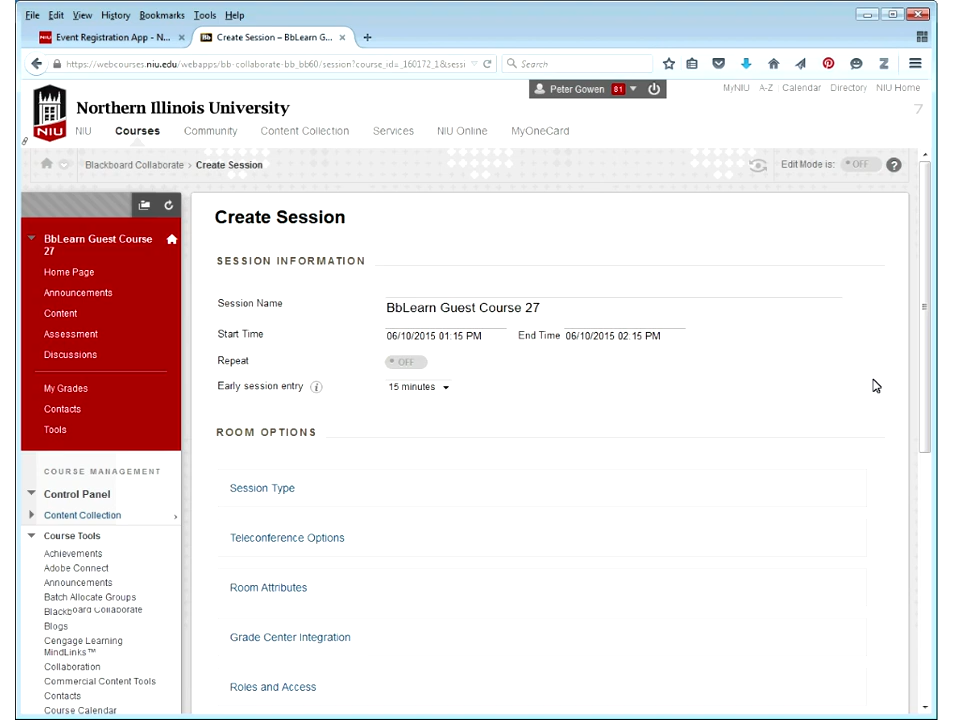 File Edit View History Bookmarks Tools Help
Event Registration App - N... × Bb Create Session – BbLearn G... × +
https://webcourses.niu.edu/webapps/bb-collaborate-bb_bb60/session?course_id=_160172_1&sessi Search
Peter Gowen 81
MyNIU A-Z Calendar Directory NIU Home
NIU
Northern Illinois University
7
NIU Courses Community Content Collection Services NIU Online MyOneCard
Blackboard Collaborate > Create Session
Edit Mode is: OFF ?
BbLearn Guest Course
27
Home Page
Announcements
Content
Assessment
Discussions
My Grades
Contacts
Tools
COURSE MANAGEMENT
Control Panel
Content Collection
Course Tools
Achievements
Adobe Connect
Announcements
Batch Allocate Groups
Blackboard Collaborate
Blogs
Cengage Learning
MindLinks™
Collaboration
Commercial Content Tools
Contacts
Course Calendar
Create Session
SESSION INFORMATION
Session Name BbLearn Guest Course 27
Start Time 06/10/2015 01:15 PM End Time 06/10/2015 02:15 PM
Repeat OFF
Early session entry i 15 minutes
ROOM OPTIONS
Session Type
Teleconference Options
Room Attributes
Grade Center Integration
Roles and Access